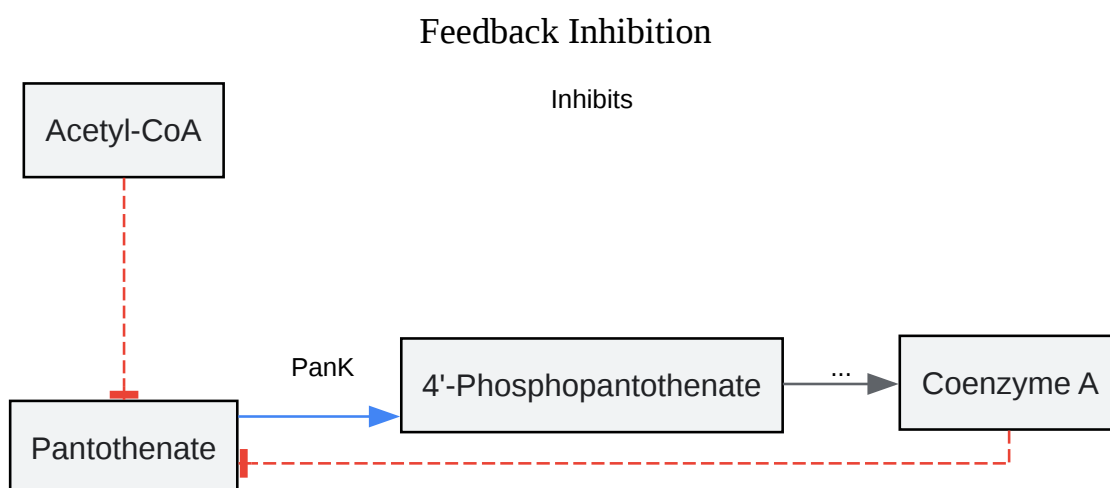 Feedback Inhibition
Inhibits
Acetyl-CoA
PanK
4'-Phosphopantothenate
...
Coenzyme A
Pantothenate